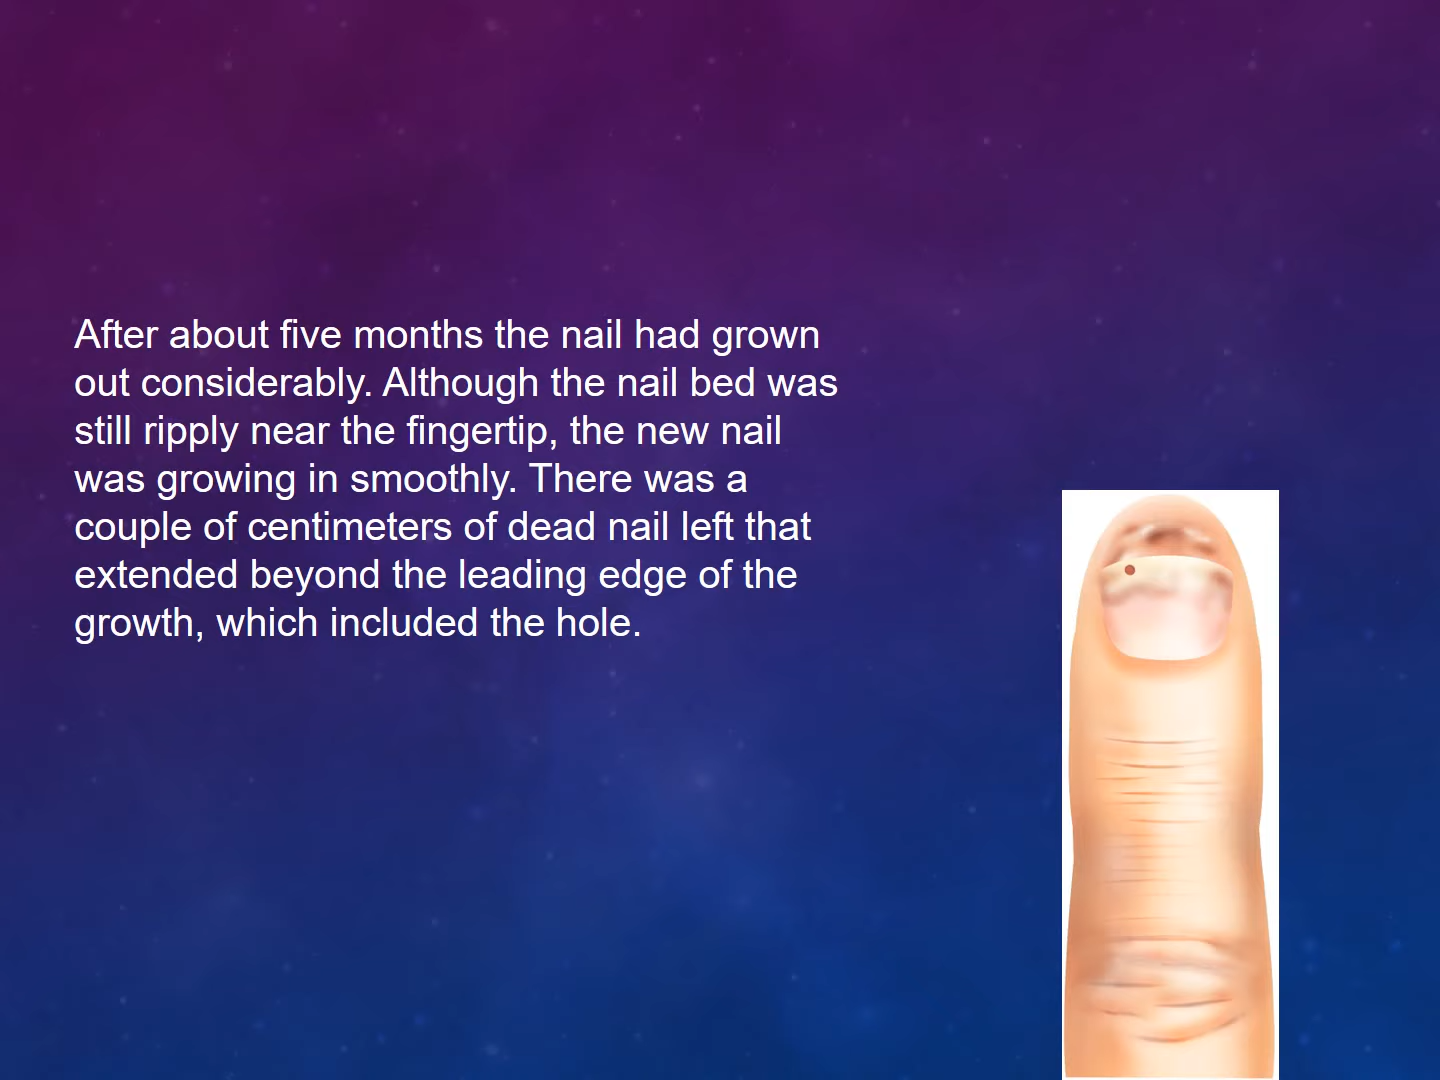 After about five months the nail had grown
out considerably. Although the nail bed was
still ripply near the fingertip, the new nail
was growing in smoothly. There was a
couple of centimeters of dead nail left that
extended beyond the leading edge of the
growth, which included the hole.